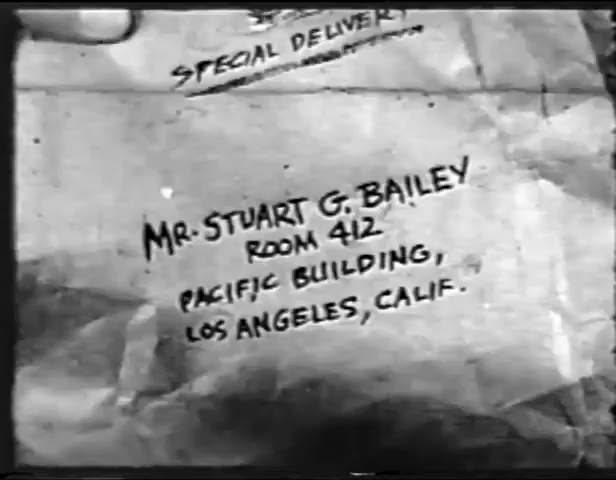 SPECIAL DELIVERY
MR. STUART G. BAILEY
ROOM 412
PACIFIC BUILDING,
LOS ANGELES, CALIF.